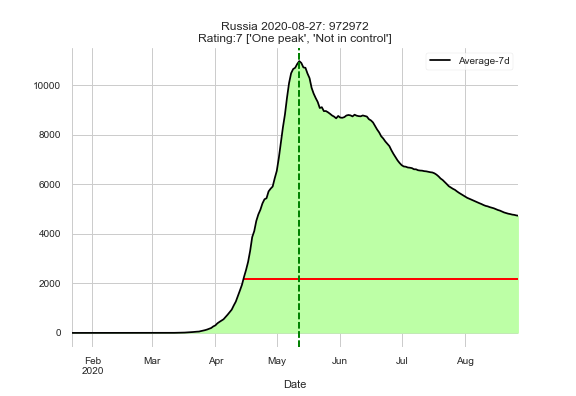 Russia 2020-08-27: 972972
Rating:7 ['One peak', 'Not in control']
Average-7d
10000
8000
6000
4000
2000
0
Feb Mar Apr May Jun Jul Aug
2020
Date